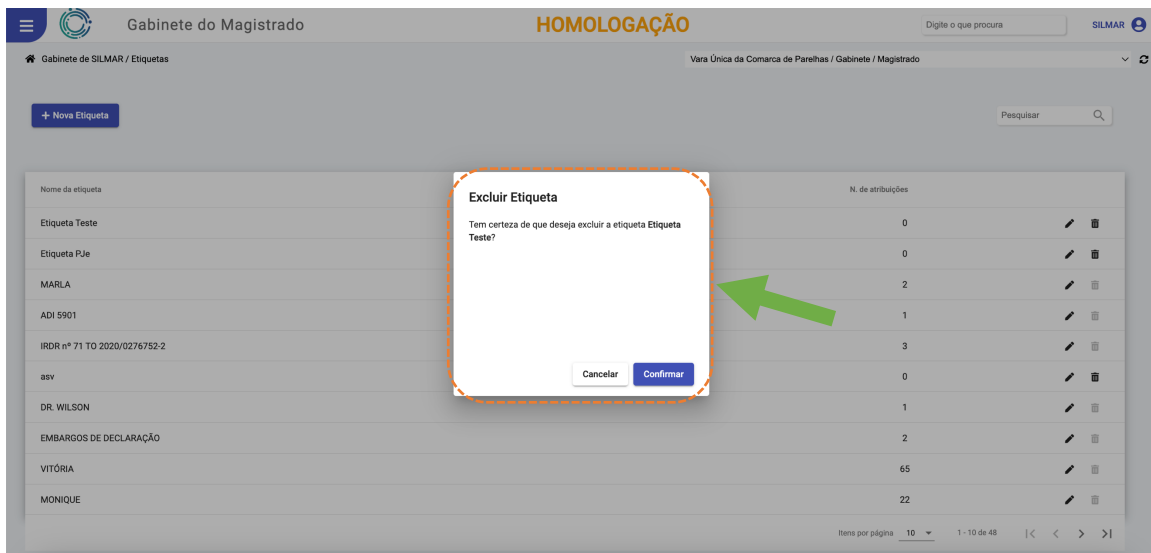 Gabinete do Magistrado
HOMOLOGAÇÃO
Digite o que procura
SILMAR
Gabinete de SILMAR / Etiquetas
Vara Única da Comarca de Parelhas / Gabinete / Magistrado
+ Nova Etiqueta
Pesquisar
Nome da etiqueta
N. de atribuições
Etiqueta Teste
0
Etiqueta PJe
0
MARLA
2
ADI 5901
1
IRDR nº 71 TO 2020/0276752-2
3
asv
0
DR. WILSON
1
EMBARGOS DE DECLARAÇÃO
2
VITÓRIA
65
MONIQUE
22
Excluir Etiqueta
Tem certeza de que deseja excluir a etiqueta Etiqueta
Teste?
Cancelar
Confirmar
Itens por página
10
1 - 10 de 48